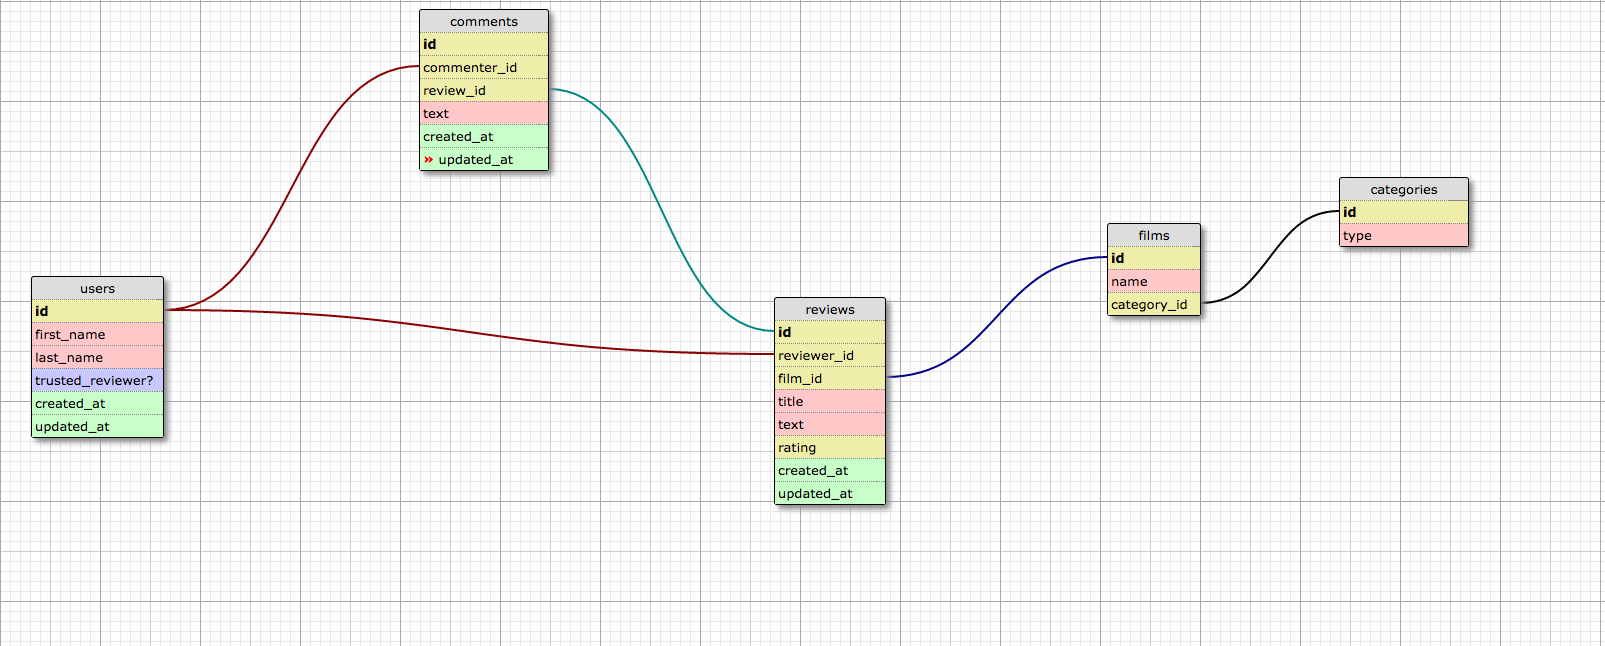 comments
id
commenter_id
review_id
text
created_at
» updated_at
users
id
first_name
last_name
trusted_reviewer?
created_at
updated_at
reviews
id
reviewer_id
film_id
title
text
rating
created_at
updated_at
films
id
name
category_id
categories
id
type